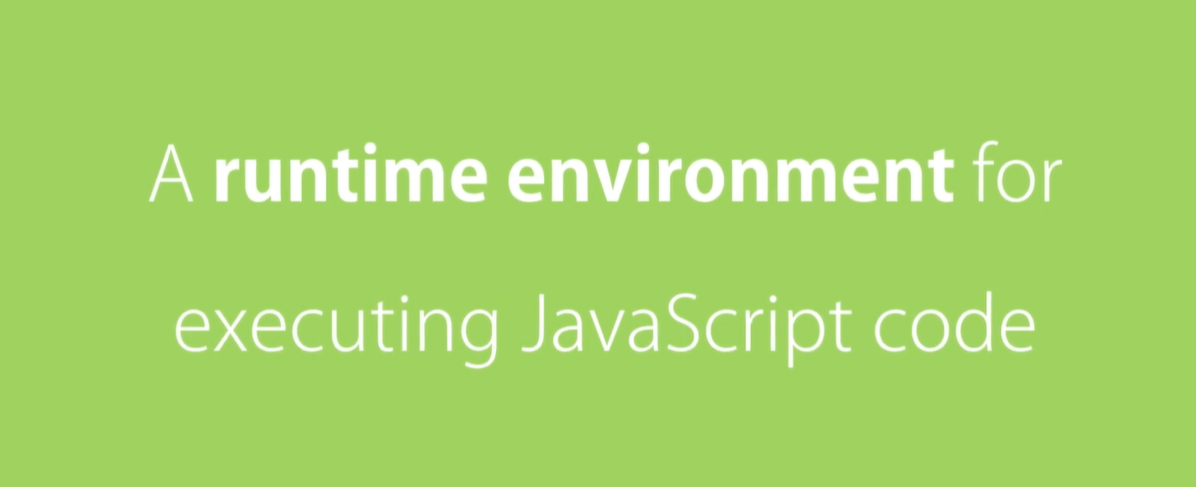 A runtime environment for
executing JavaScript code